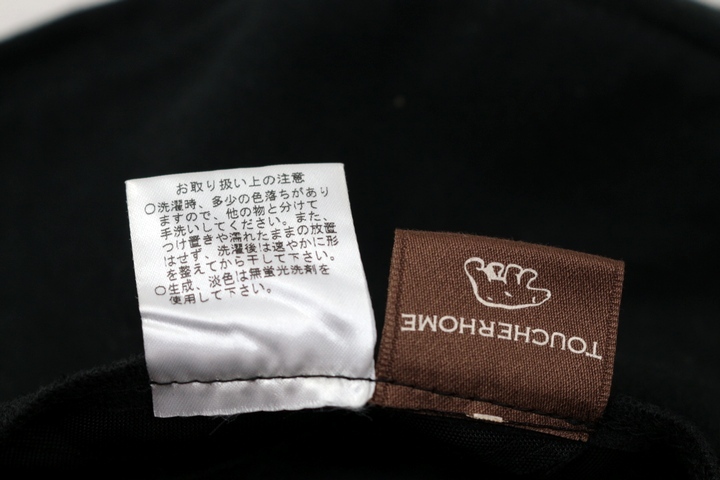 お取り扱い上の注意
○洗濯時、多少の色落ちがあり
ますので、他の物と分けて
手洗いしてください。また、
つけ置きや濡れたままの放置
はせず、洗濯後は速やかに形
を整えてから干して下さい。
○生成、淡色は無蛍光洗剤を
使用して下さい。
TOUCHERHOME